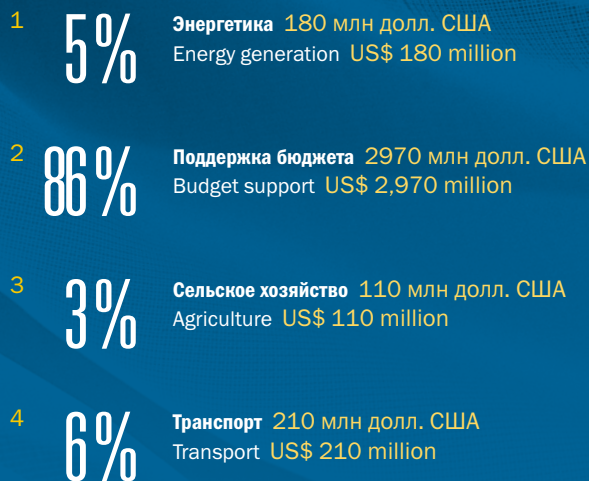 1
5%
Энергетика 180 млн долл. США
Energy generation US$ 180 million
2
86%
Поддержка бюджета 2970 млн долл. США
Budget support US$ 2,970 million
3
3%
Сельское хозяйство 110 млн долл. США
Agriculture US$ 110 million
4
6%
Транспорт 210 млн долл. США
Transport US$ 210 million